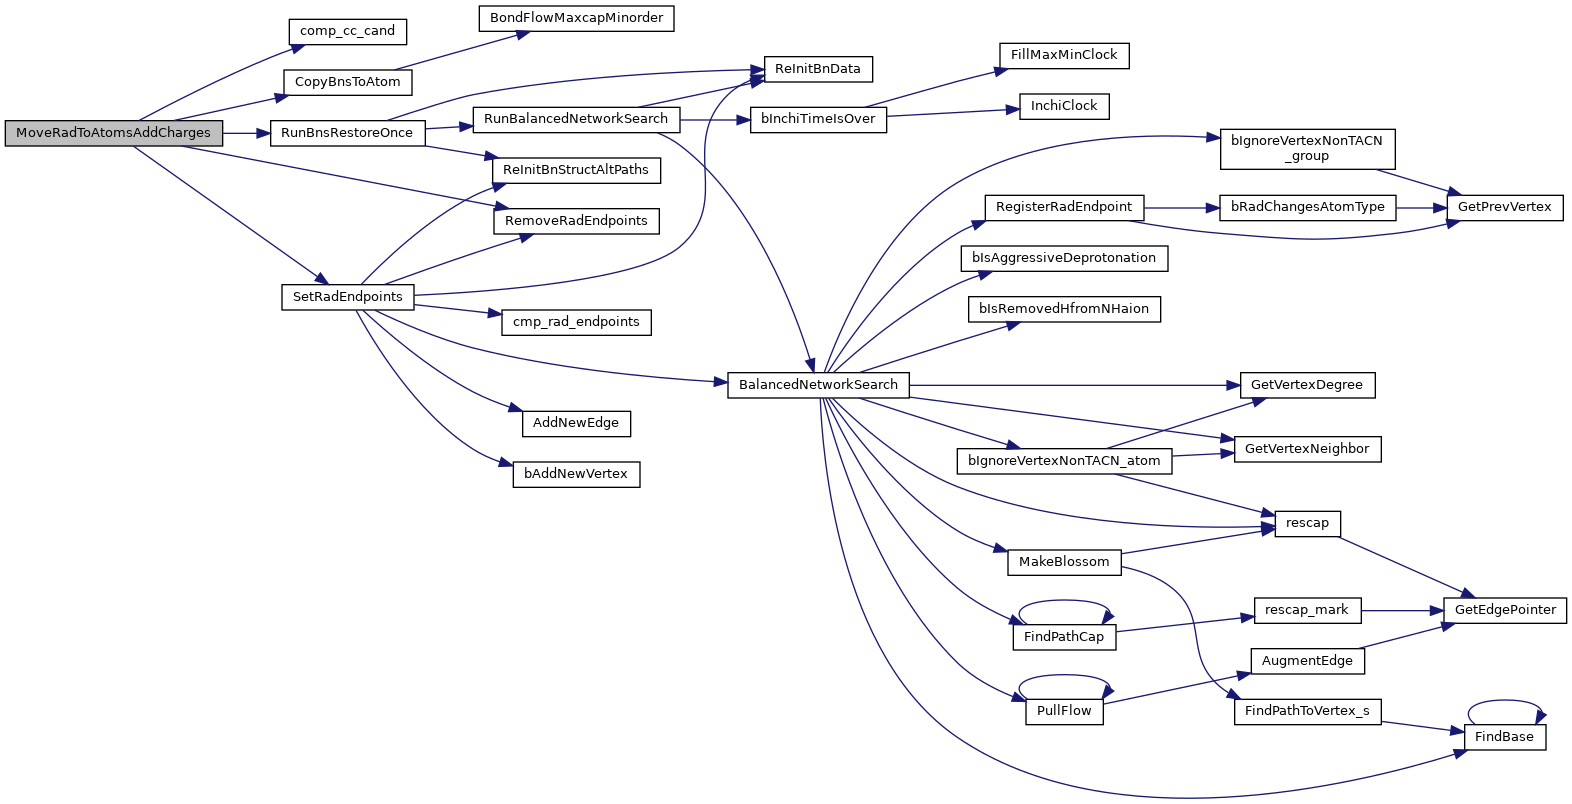 MoveRadToAtomsAddCharges
comp_cc_cand
CopyBnsToAtom
RunBnsRestoreOnce
SetRadEndpoints
BondFlowMaxcapMinorder
RunBalancedNetworkSearch
ReInitBnStructAltPaths
RemoveRadEndpoints
cmp_rad_endpoints
AddNewEdge
bAddNewVertex
ReInitBnData
bInchiTimeIsOver
BalancedNetworkSearch
FillMaxMinClock
InchiClock
RegisterRadEndpoint
bIsAggressiveDeprotonation
bIsRemovedHfromNHaion
bIgnoreVertexNonTACN_atom
MakeBlossom
FindPathCap
PullFlow
bIgnoreVertexNonTACN
_group
bRadChangesAtomType
GetVertexDegree
GetVertexNeighbor
rescap
rescap_mark
AugmentEdge
FindPathToVertex_s
GetPrevVertex
GetEdgePointer
FindBase